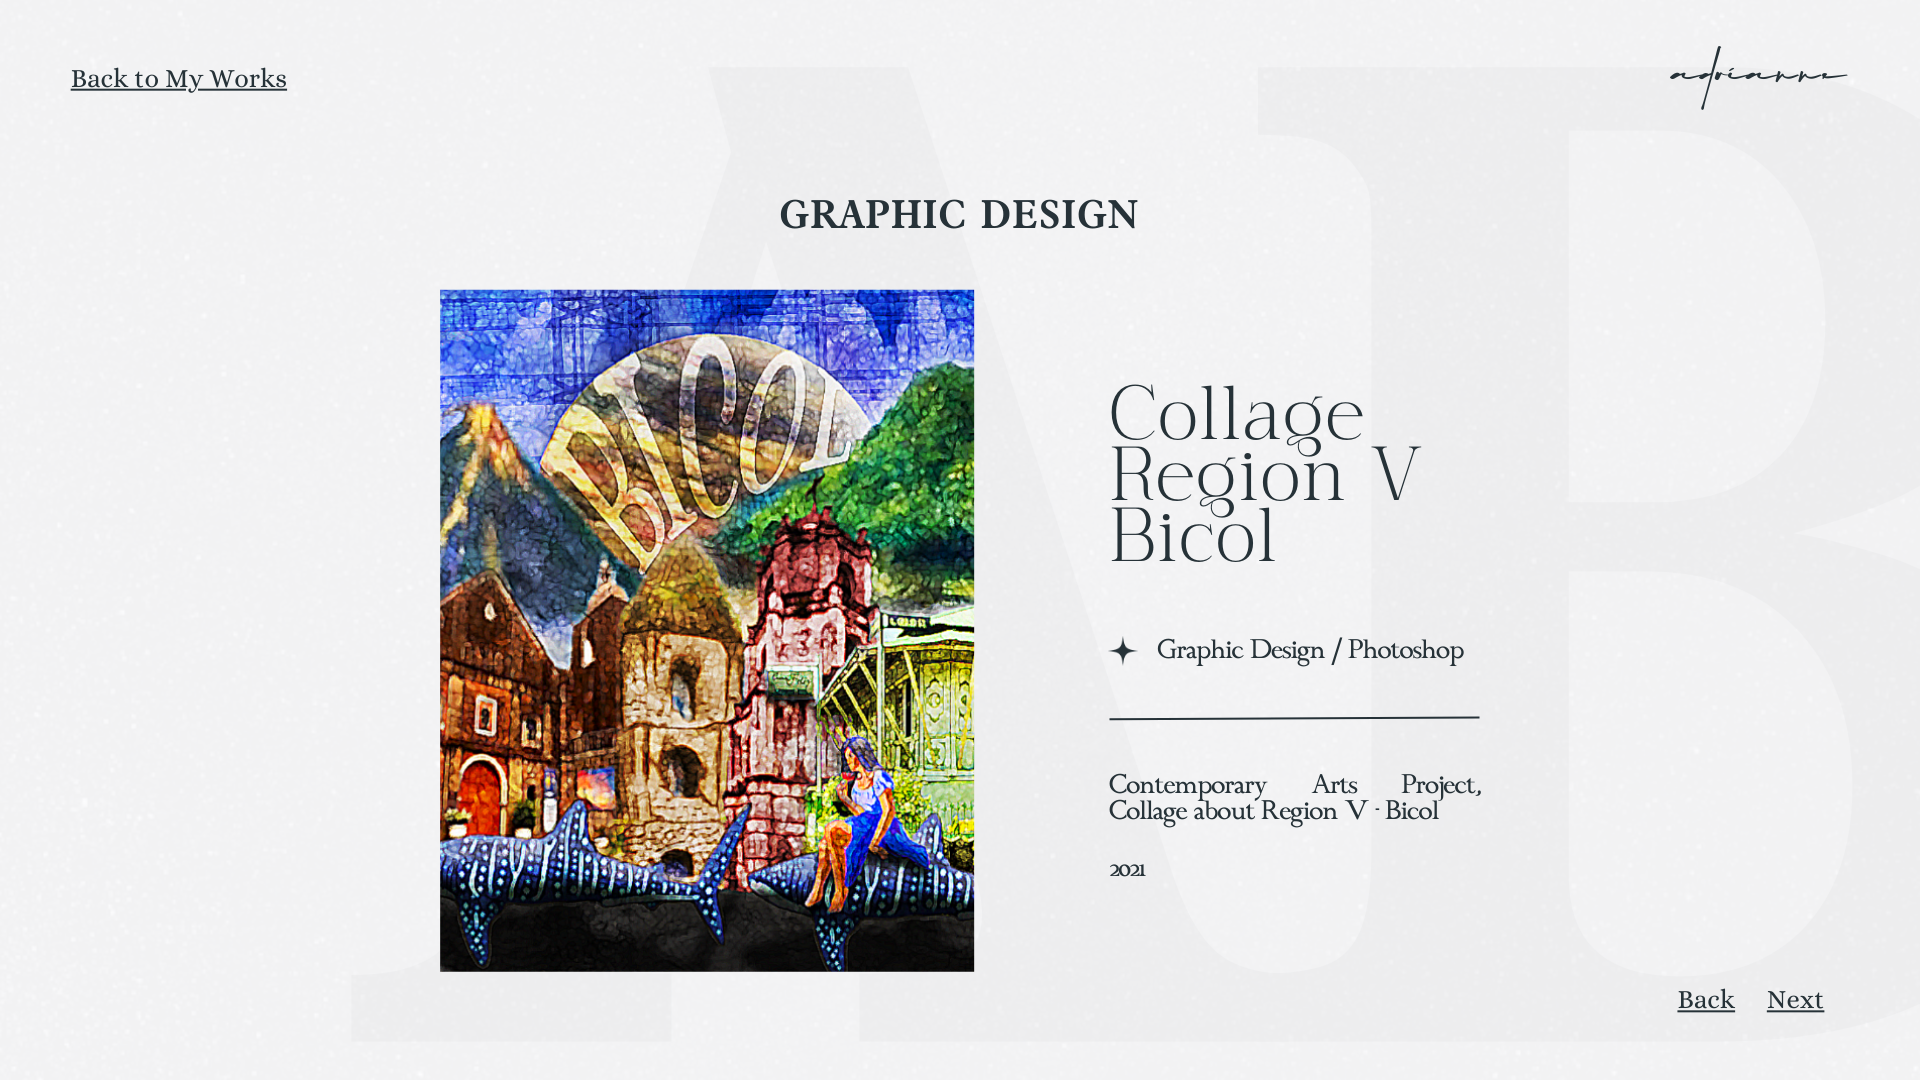 Back to My Works
adrianne
GRAPHIC DESIGN
BICOL
Collage
Region V
Bicol
Graphic Design / Photoshop
Contemporary Arts Project,
Collage about Region V - Bicol
2021
Back Next